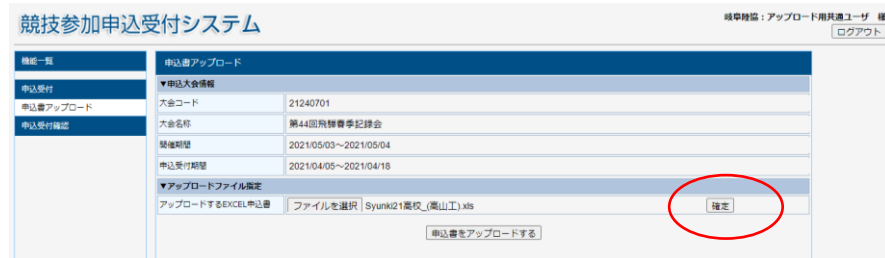 競技参加申込受付システム
岐阜陸協：アップロード用共通ユーザ 様
ログアウト
機能一覧
申込受付
申込書アップロード
申込受付確認
申込書アップロード
▼申込大会情報
大会コード 21240701
大会名称 第44回飛騨春季記録会
開催期間 2021/05/03～2021/05/04
申込受付期間 2021/04/05～2021/04/18
▼アップロードファイル指定
アップロードするEXCEL申込書 ファイルを選択 Syunki21高校_(高山工).xls 確定
申込書をアップロードする